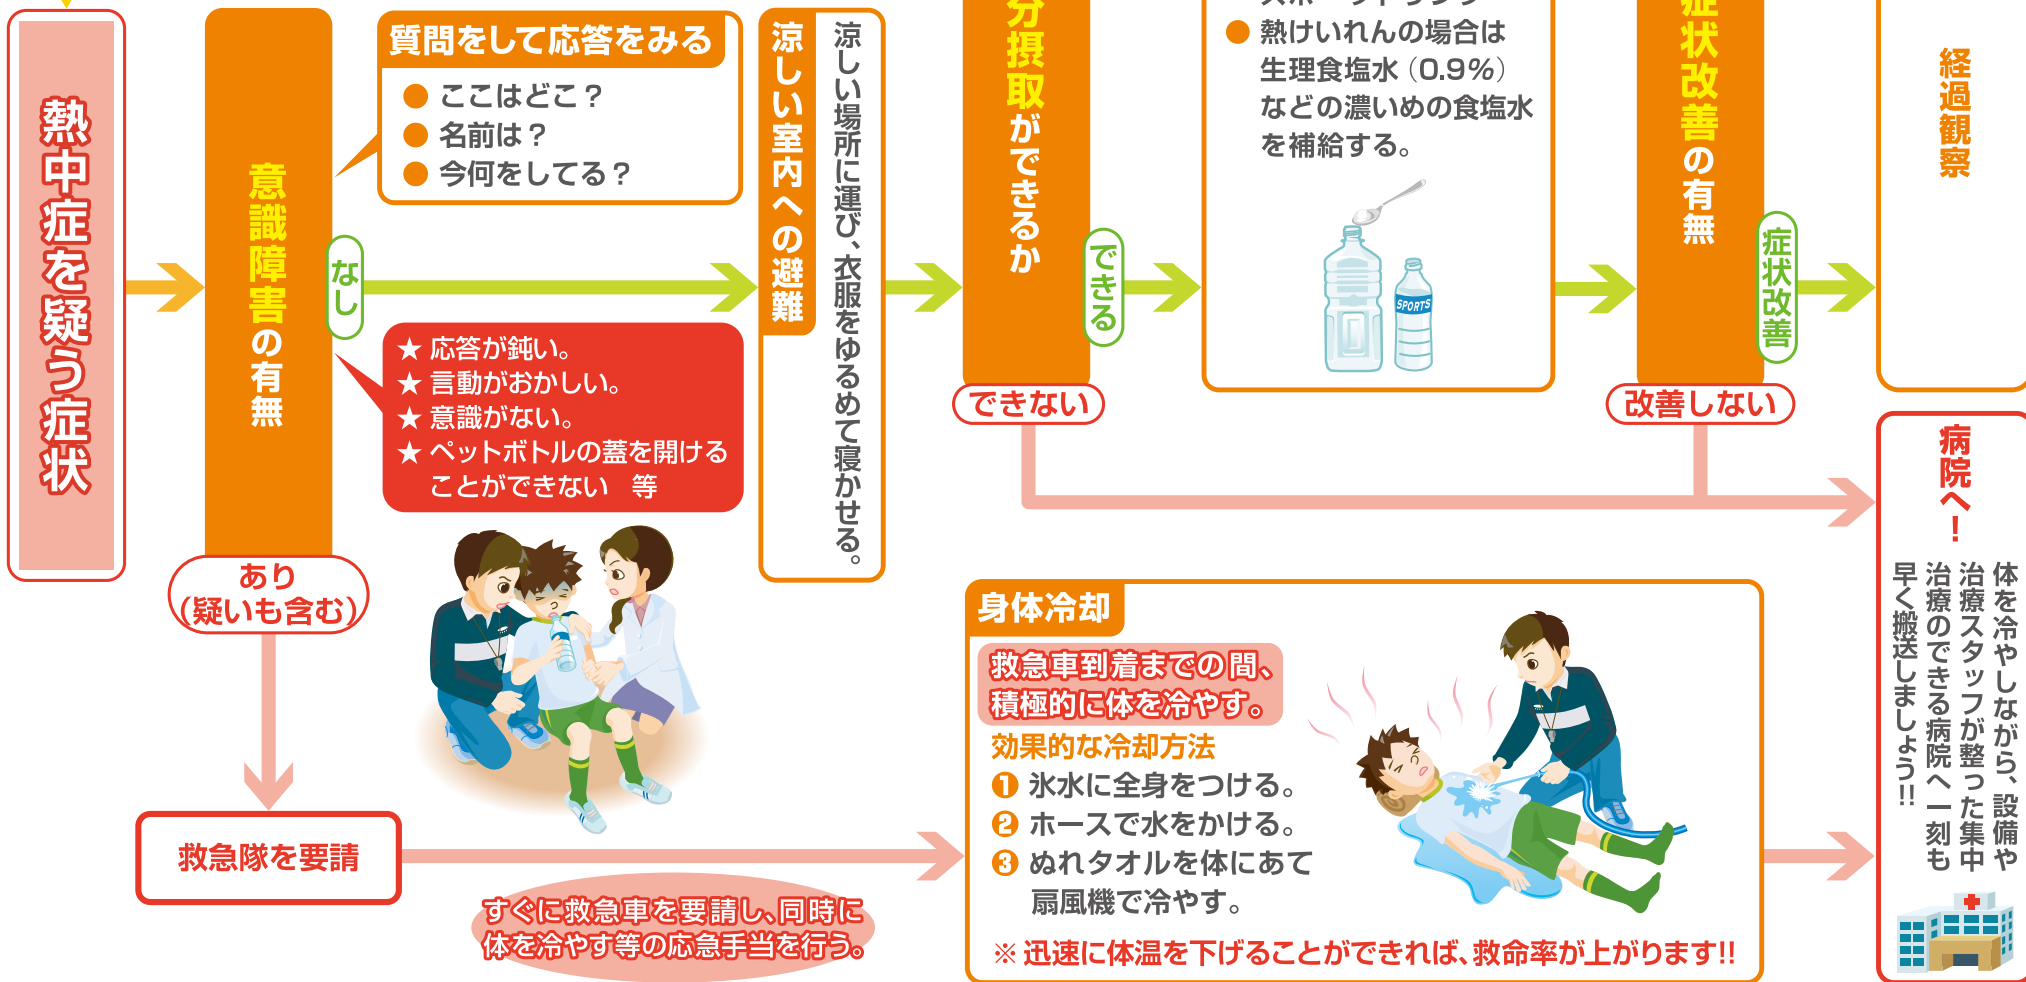 熱中症を疑う症状
意識障害の有無
質問をして応答をみる
● ここはどこ？
● 名前は？
● 今何をしてる？
なし
★ 応答が鈍い。
★ 言動がおかしい。
★ 意識がない。
★ ペットボトルの蓋を開ける
ことができない　等
あり
（疑いも含む）
救急隊を要請
すぐに救急車を要請し、同時に
体を冷やす等の応急手当を行う。
涼しい室内への避難
涼しい場所に運び、衣服をゆるめて寝かせる。
分摂取ができるか
できる
できない
スポーツドリンク
● 熱けいれんの場合は
生理食塩水（0.9％）
などの濃いめの食塩水
を補給する。
SPORTS
症状改善の有無
症状改善
改善しない
経過観察
身体冷却
救急車到着までの間、
積極的に体を冷やす。
効果的な冷却方法
❶ 氷水に全身をつける。
❷ ホースで水をかける。
❸ ぬれタオルを体にあて
扇風機で冷やす。
※ 迅速に体温を下げることができれば、救命率が上がります!!
病院へ！
体を冷やしながら、設備や
治療スタッフが整った集中
治療のできる病院へ一刻も
早く搬送しましょう!!